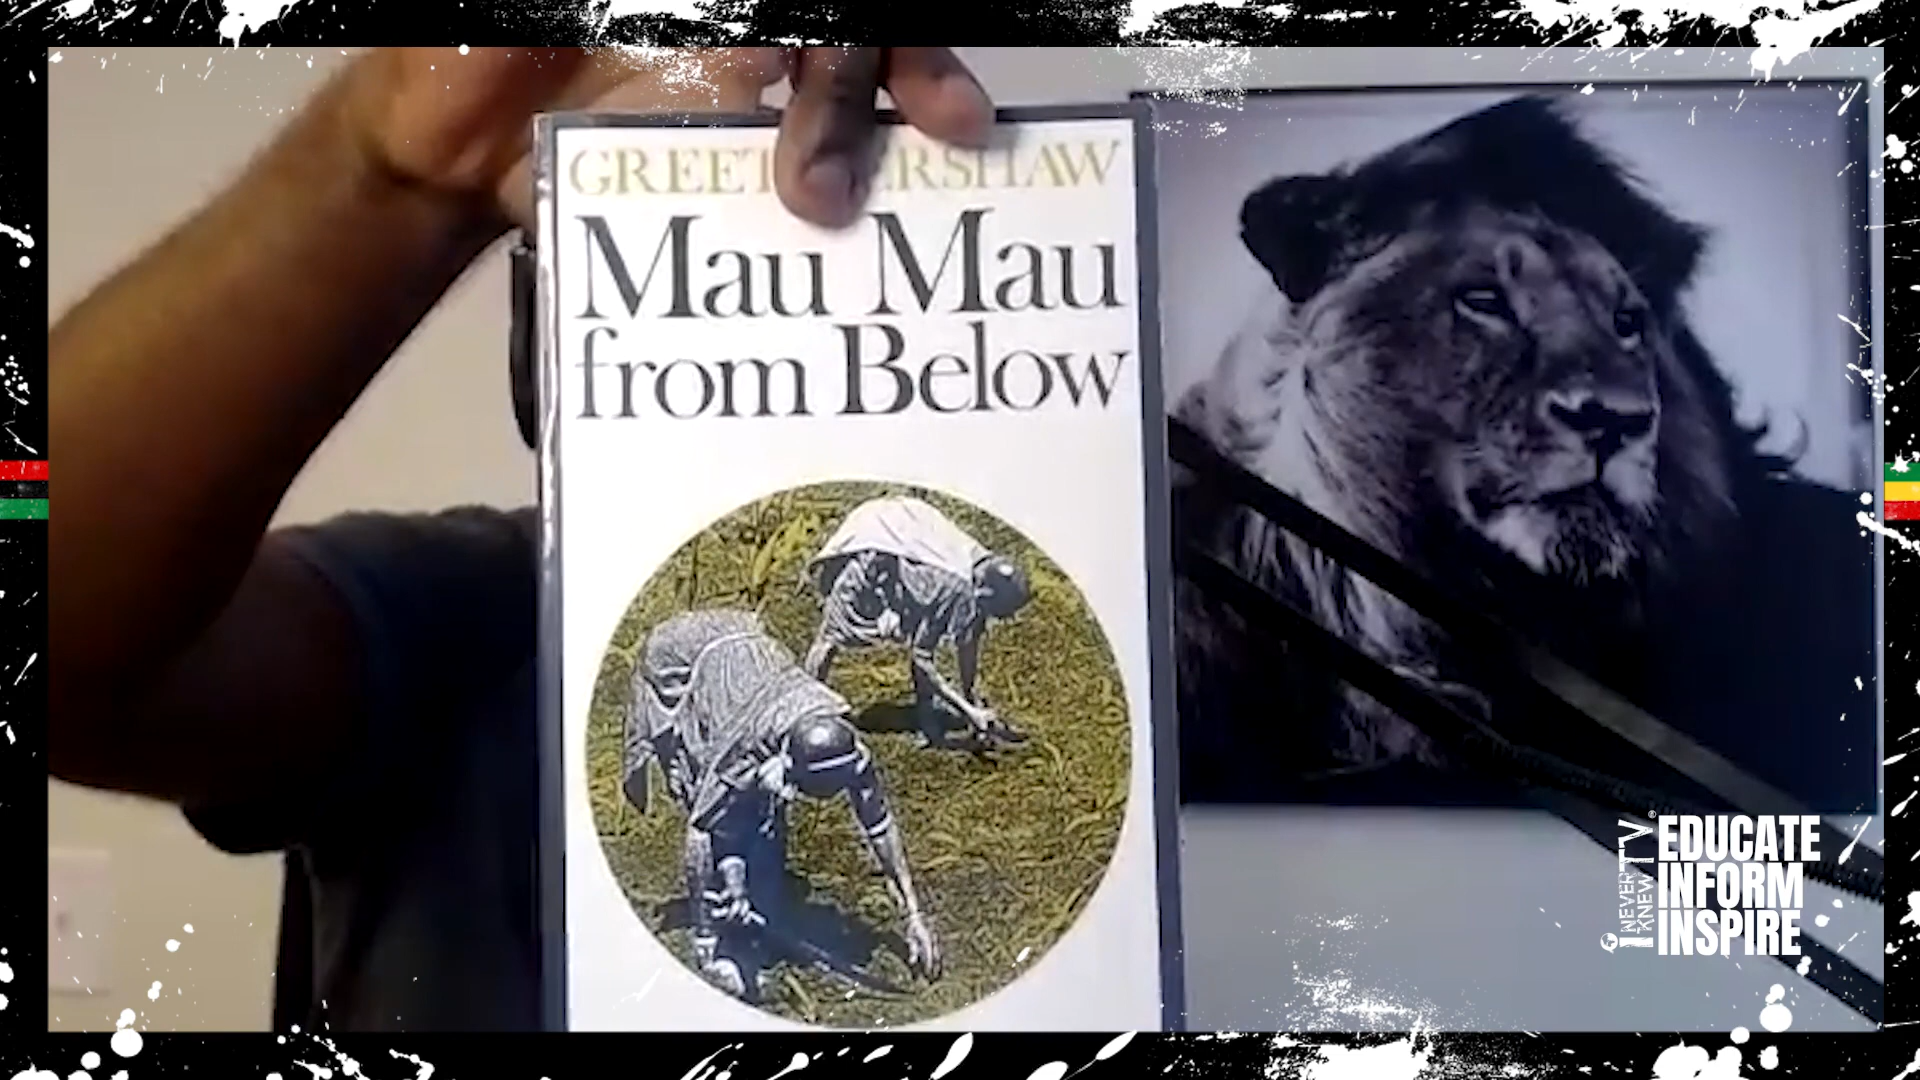 GREET KERSHAW
Mau Mau
from Below
I NEVER
KNEW TV
EDUCATE
INFORM
INSPIRE